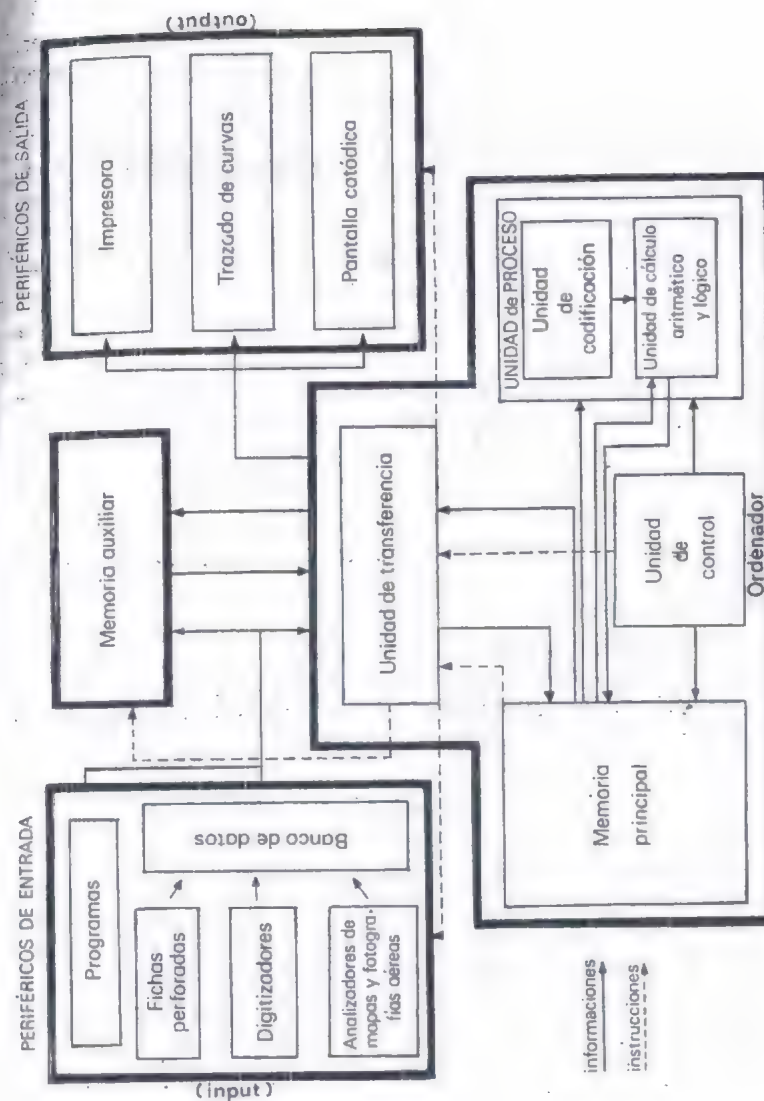 PERIFÉRICOS DE ENTRADA
(input)
Programas
Fichas
perforadas
Digitizadores
Analizadores de
mapas y fotogra-
fías aéreas
Banco de datos
Memoria auxiliar
PERIFÉRICOS DE SALIDA
(output)
Impresora
Trazado de curvas
Pantalla catódica
Unidad de transferencia
Memoria
principal
Unidad
de
control
UNIDAD de PROCESO
Unidad
de
codificación
Unidad de cálculo
aritmético
y lógico
Ordenador
informaciones
instrucciones